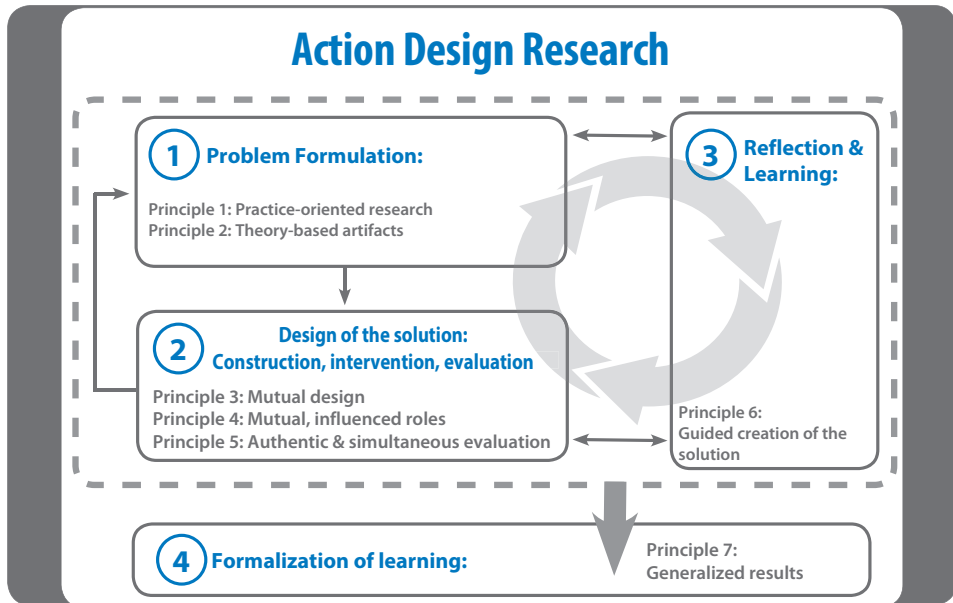 Action Design Research
1 Problem Formulation:
Principle 1: Practice-oriented research
Principle 2: Theory-based artifacts
2 Design of the solution:
Construction, intervention, evaluation
Principle 3: Mutual design
Principle 4: Mutual, influenced roles
Principle 5: Authentic & simultaneous evaluation
3 Reflection &
Learning:
Principle 6:
Guided creation of the
solution
4 Formalization of learning:
Principle 7:
Generalized results